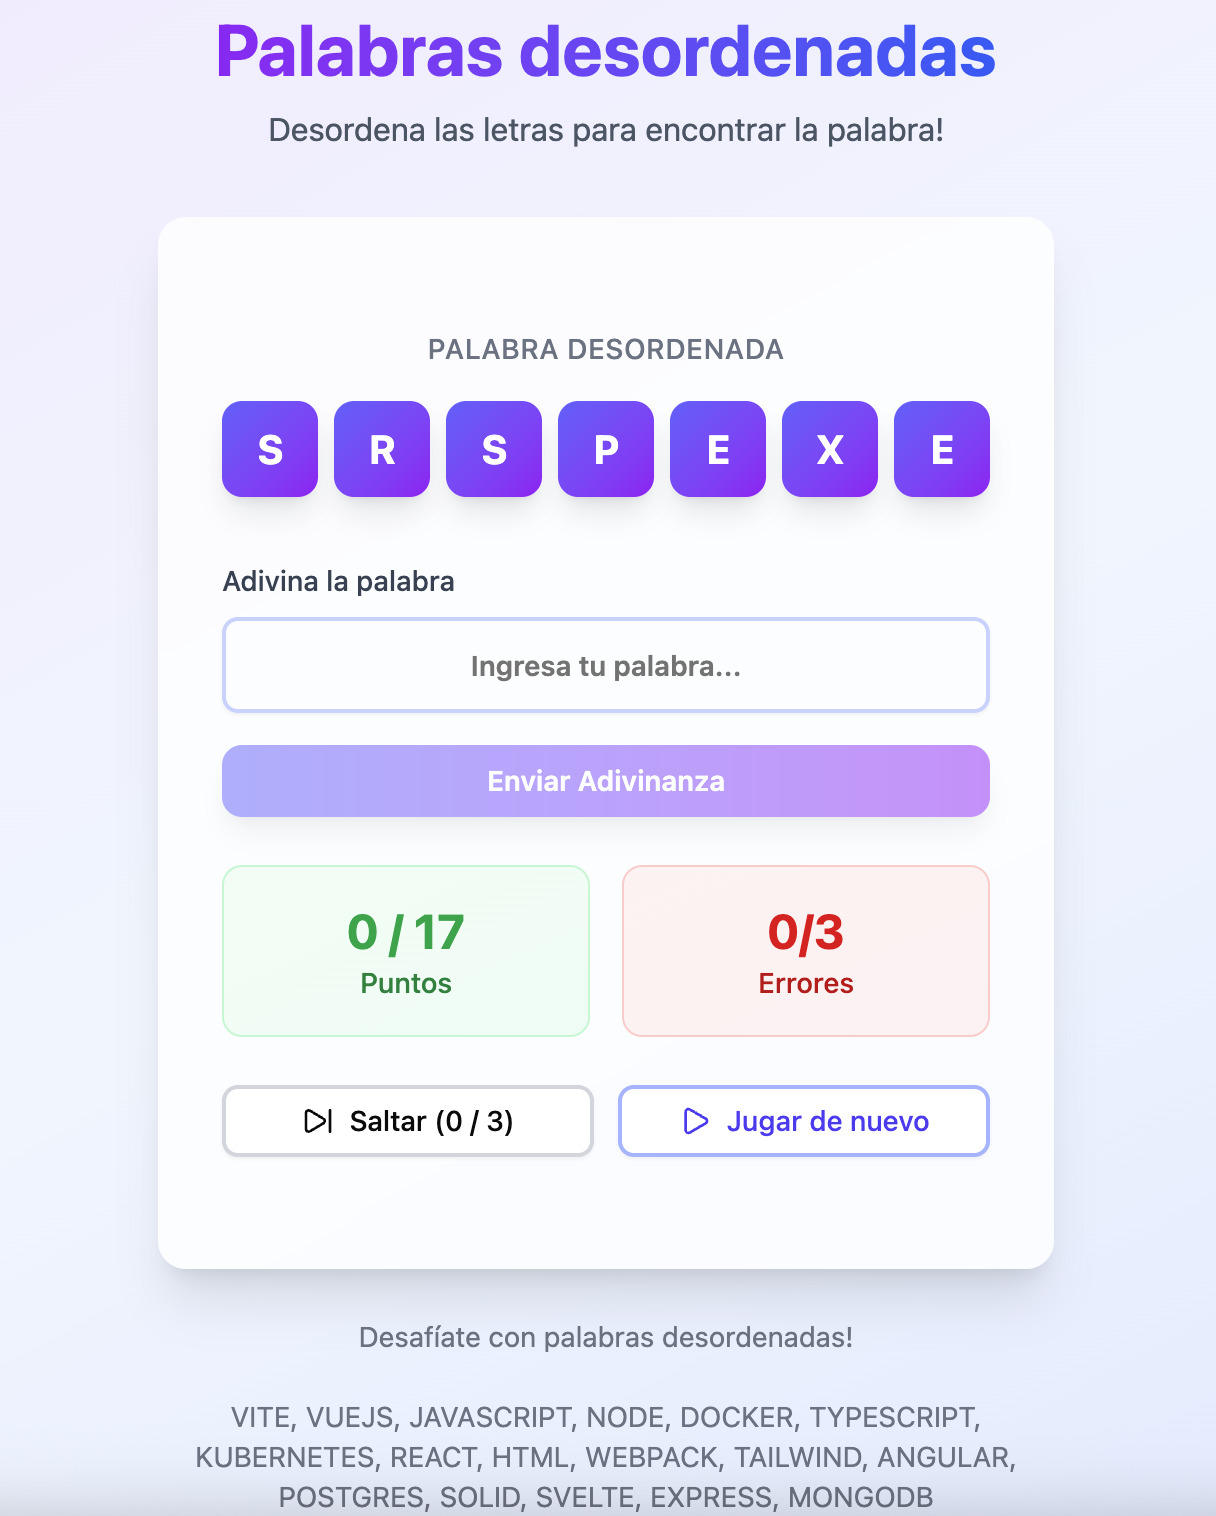 Palabras desordenadas
Desordena las letras para encontrar la palabra!
PALABRA DESORDENADA
S R S P E X E
Adivina la palabra
Ingresa tu palabra...
Enviar Adivinanza
0 / 17
Puntos
0/3
Errores
Saltar (0 / 3)
Jugar de nuevo
Desafíate con palabras desordenadas!
VITE, VUEJS, JAVASCRIPT, NODE, DOCKER, TYPESCRIPT,
KUBERNETES, REACT, HTML, WEBPACK, TAILWIND, ANGULAR,
POSTGRES, SOLID, SVELTE, EXPRESS, MONGODB